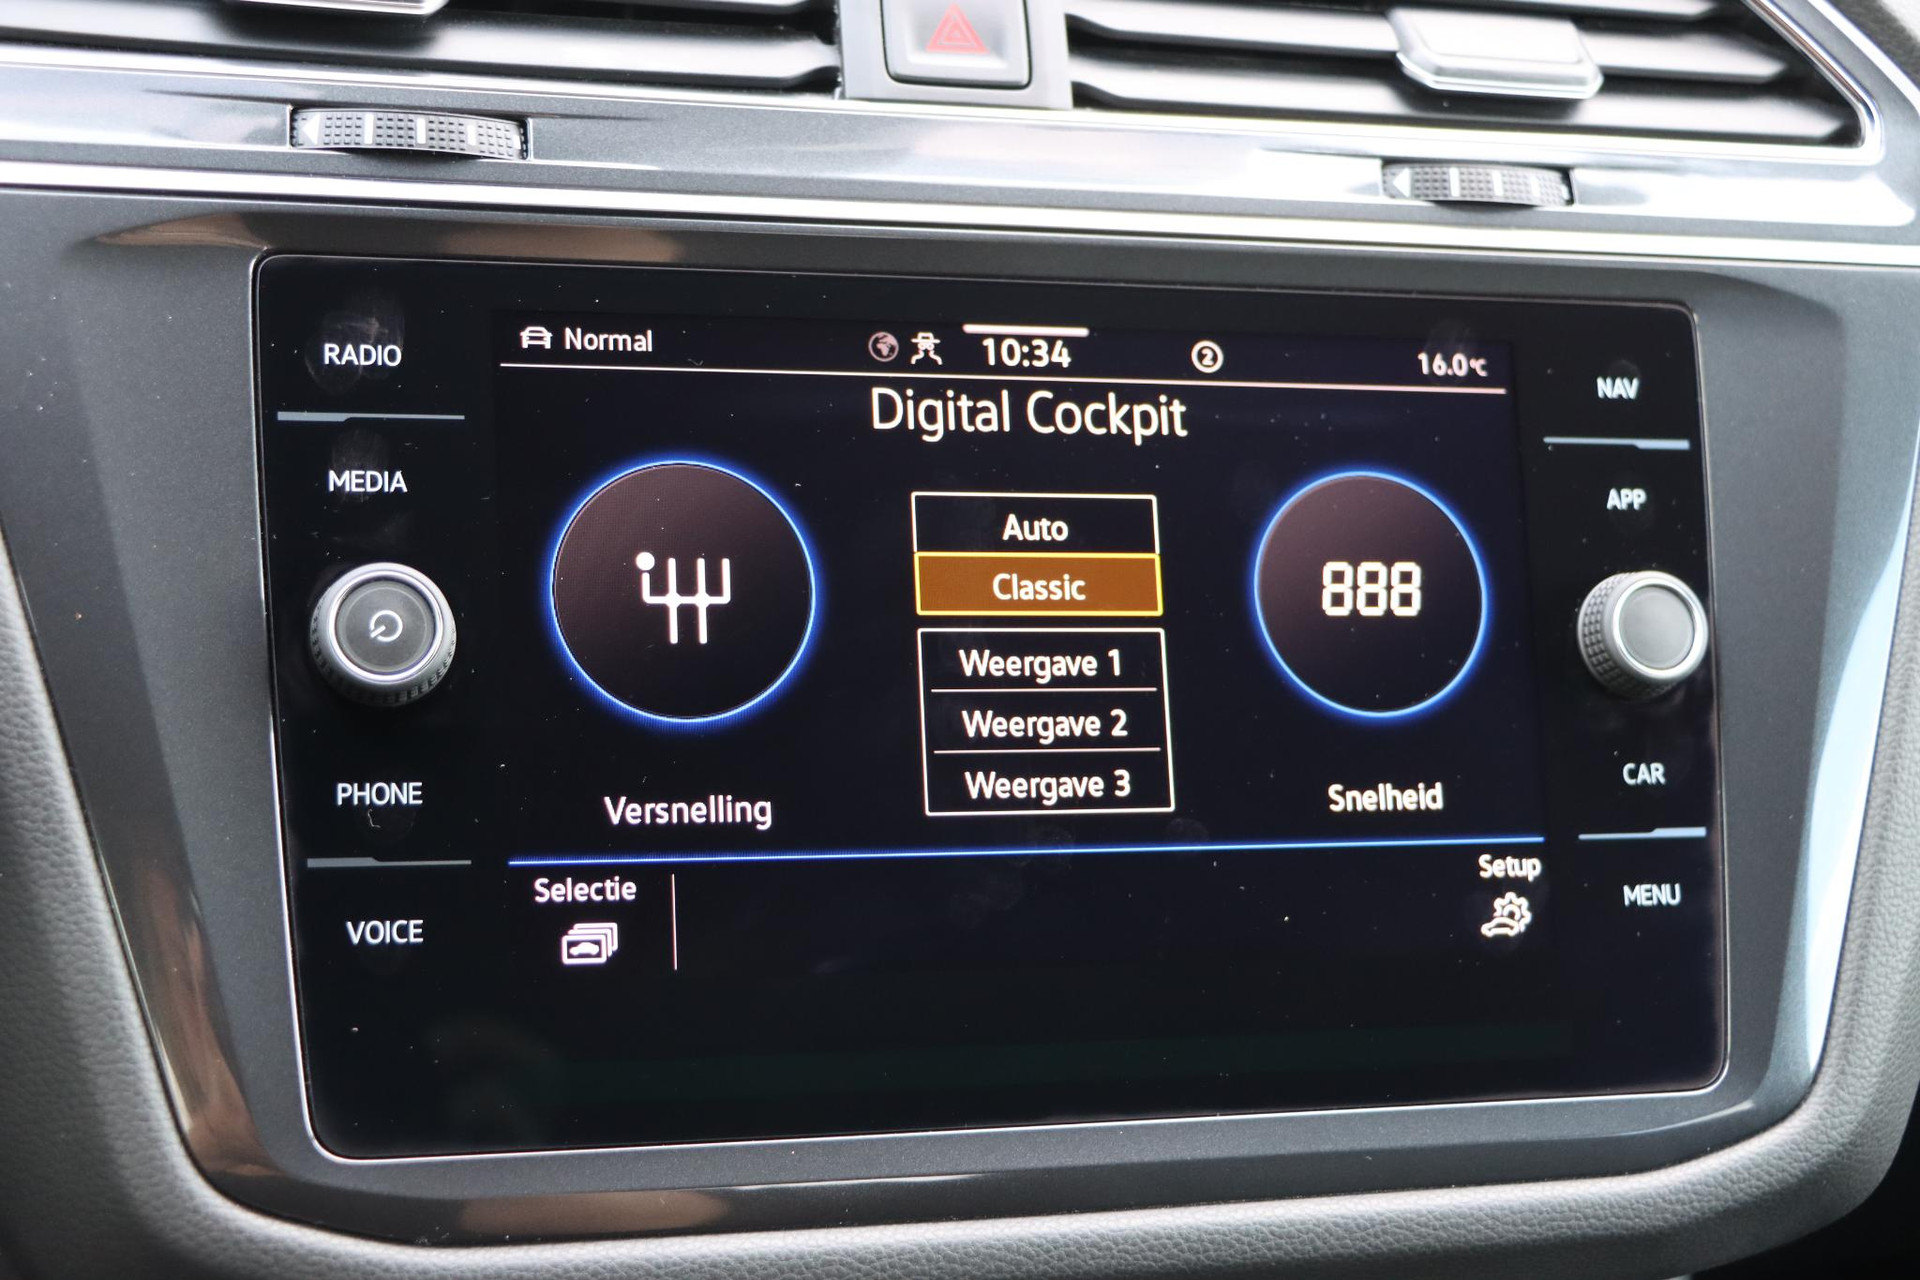 RADIO
MEDIA
PHONE
VOICE
Normal
10:34
2
16.0°C
Digital Cockpit
Auto
Classic
Weergave 1
Weergave 2
Weergave 3
Versnelling
888
Snelheid
Selectie
Setup
NAV
APP
CAR
MENU